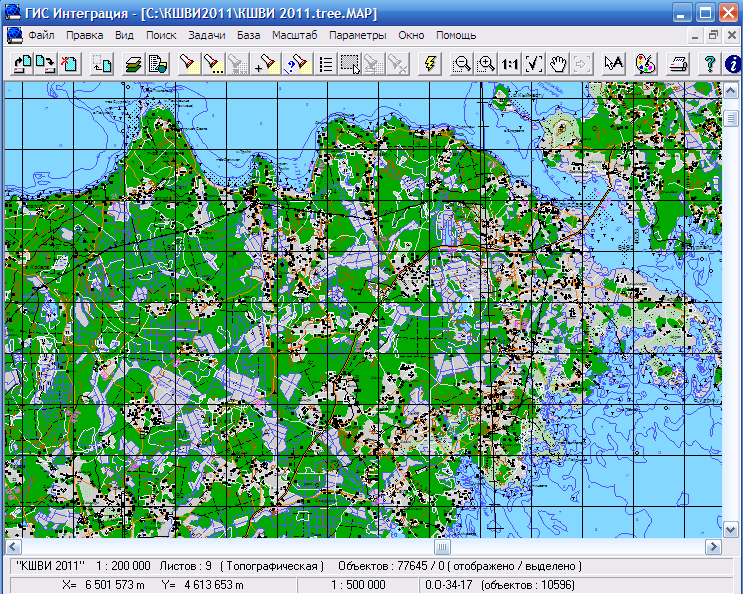 ГИС Интеграция - [C:\КШВИ2011\КШВИ 2011.tree.MAP]
Файл Правка Вид Поиск Задачи База Масштаб Параметры Окно Помощь
1:1 A ? i
"КШВИ 2011" 1 : 200 000 Листов : 9 ( Топографическая ) Объектов : 77645 / 0 ( отображено / выделено )
X= 6 501 573 m Y= 4 613 653 m 1 : 500 000 0.O-34-17 (объектов : 10596)